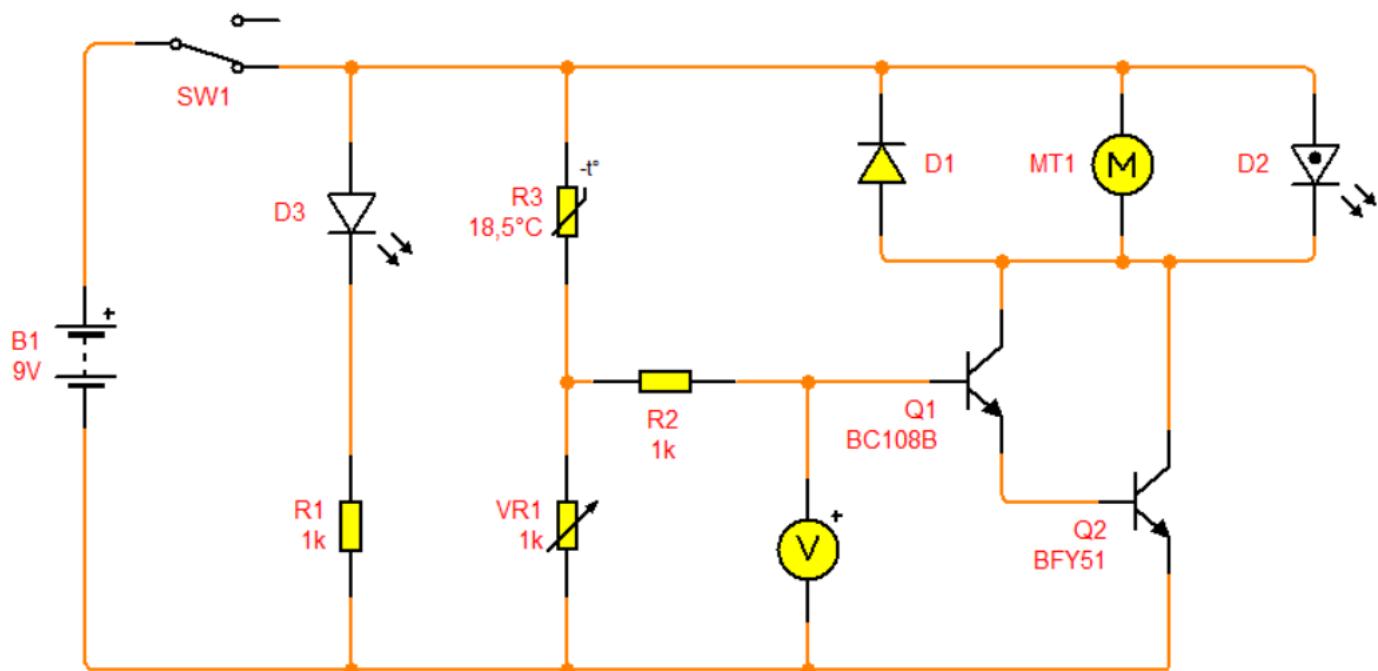 SW1
D3
-t°
R3
18,5°C
D1
MT1
M
D2
+
B1
9V
R2
1k
Q1
BC108B
R1
1k
VR1
1k
+
V
Q2
BFY51